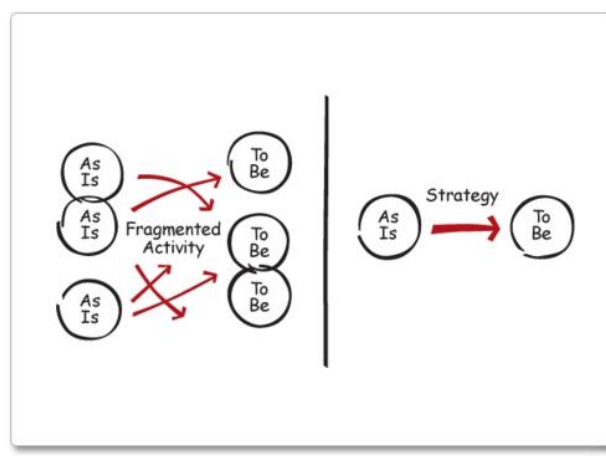 As
Is
As
Is
As
Is
Fragmented
Activity
To
Be
To
Be
To
Be
As
Is
Strategy
To
Be